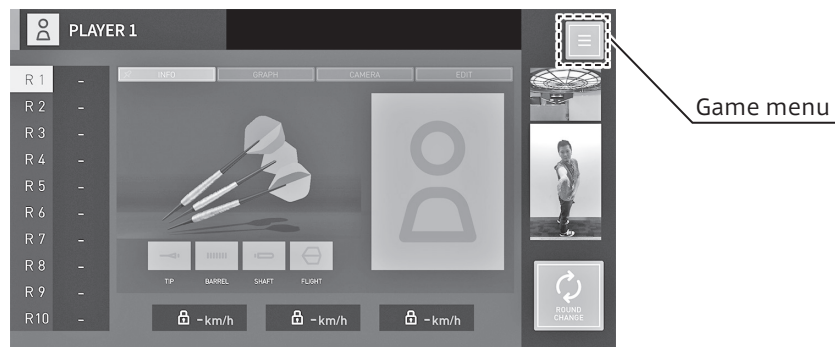 PLAYER 1
INFO GRAPH CAMERA EDIT
R 1 -
R 2 -
R 3 -
R 4 -
R 5 -
R 6 -
R 7 -
R 8 -
R 9 -
R10 -
TIP BARREL SHAFT FLIGHT
-km/h -km/h -km/h
ROUND
CHANGE
Game menu